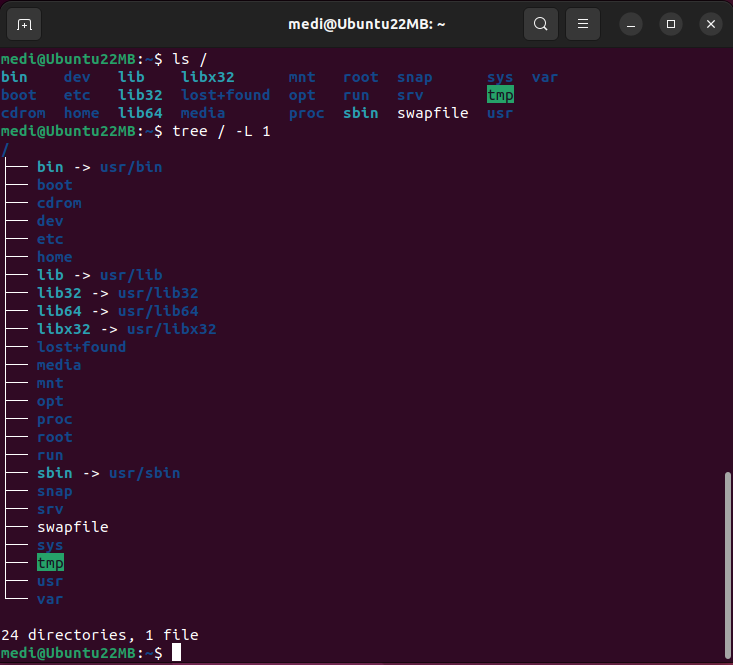 medi@Ubuntu22MB: ~
medi@Ubuntu22MB:~$ ls /
bin    dev   lib    libx32      mnt   root  snap      sys  var
boot   etc   lib32  lost+found  opt   run   srv       tmp
cdrom  home  lib64  media       proc  sbin  swapfile  usr
medi@Ubuntu22MB:~$ tree / -L 1
/
├── bin -> usr/bin
├── boot
├── cdrom
├── dev
├── etc
├── home
├── lib -> usr/lib
├── lib32 -> usr/lib32
├── lib64 -> usr/lib64
├── libx32 -> usr/libx32
├── lost+found
├── media
├── mnt
├── opt
├── proc
├── root
├── run
├── sbin -> usr/sbin
├── snap
├── srv
├── swapfile
├── sys
├── tmp
├── usr
└── var
24 directories, 1 file
medi@Ubuntu22MB:~$